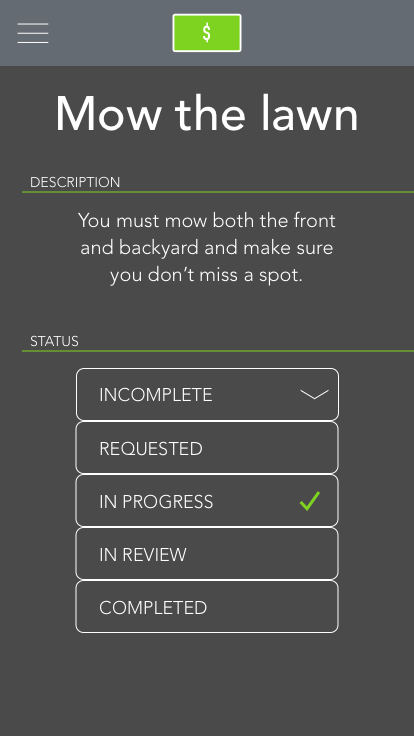 $
Mow the lawn
DESCRIPTION
You must mow both the front
and backyard and make sure
you don’t miss a spot.
STATUS
INCOMPLETE
REQUESTED
IN PROGRESS
IN REVIEW
COMPLETED